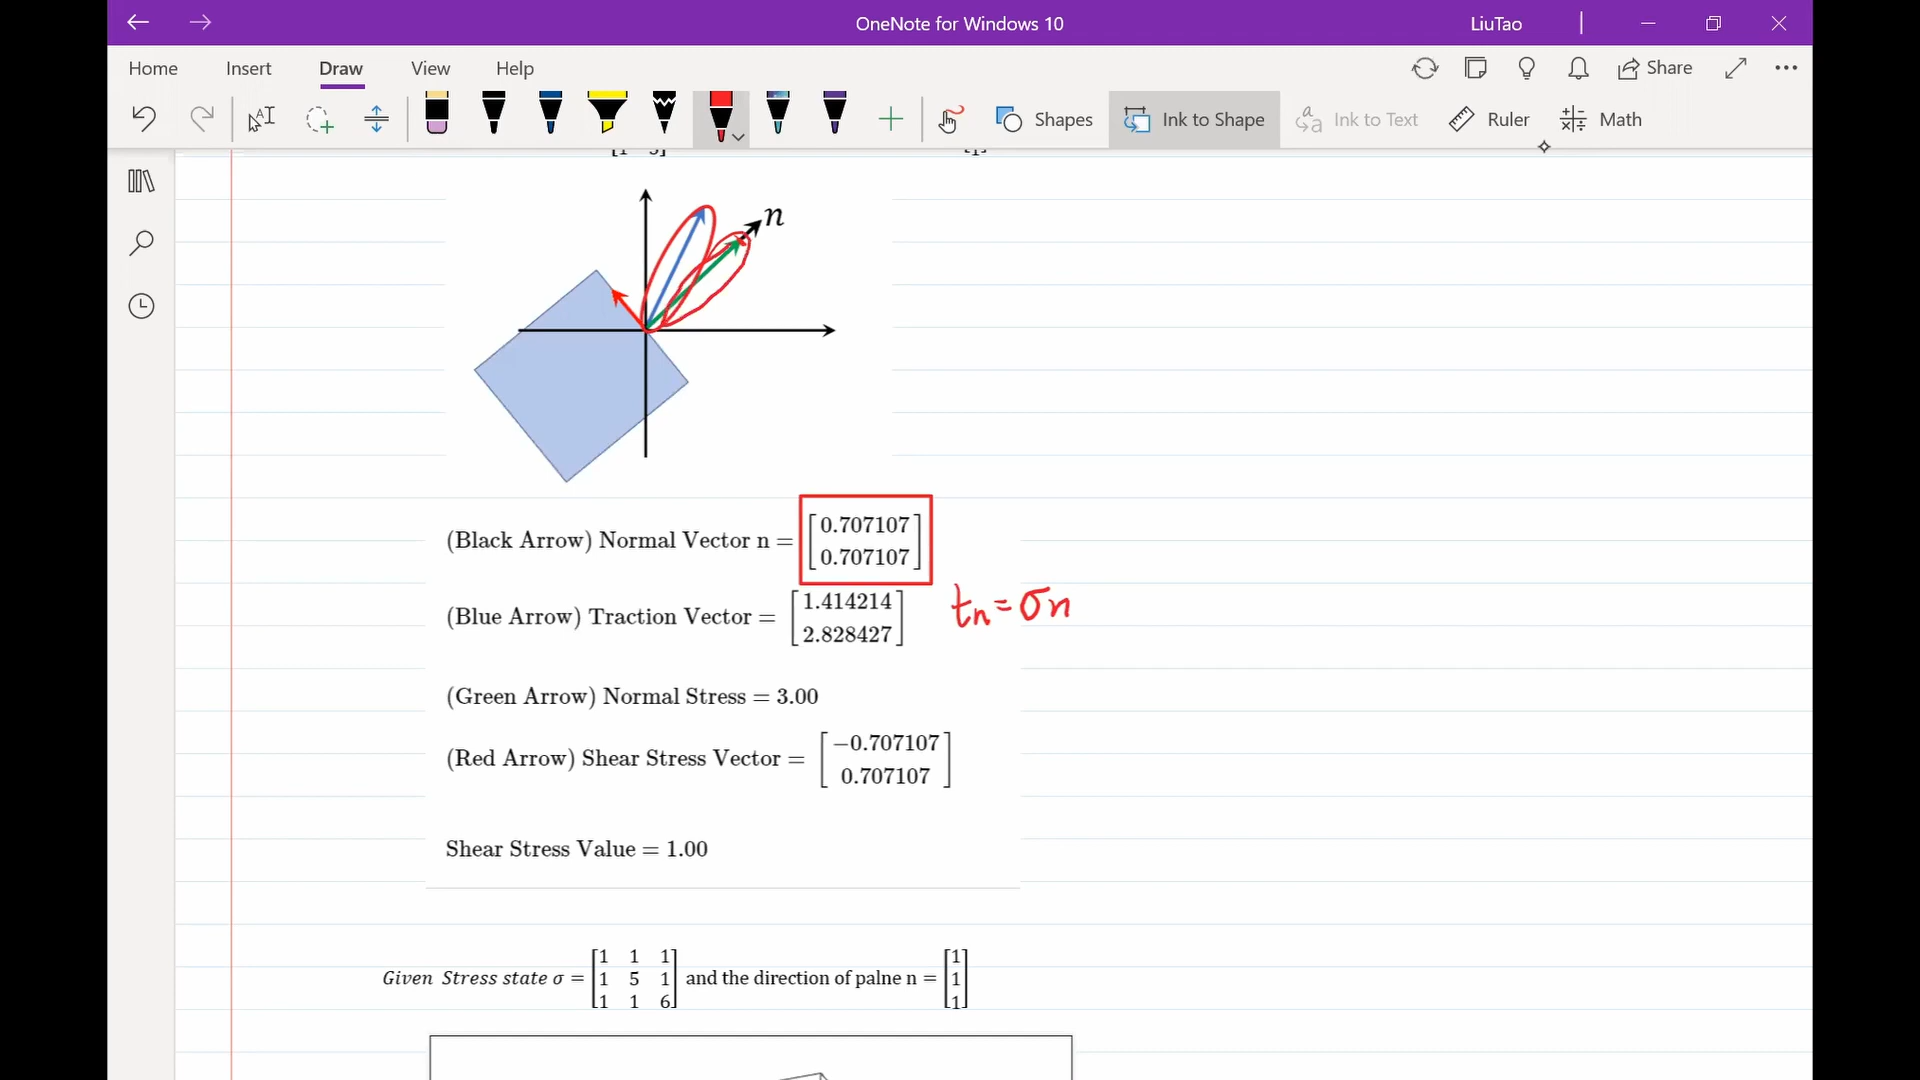 OneNote for Windows 10
LiuTao
Home Insert Draw View Help
Share
Shapes Ink to Shape Ink to Text Ruler Math
n
(Black Arrow) Normal Vector n = [0.707107
0.707107]
(Blue Arrow) Traction Vector = [1.414214
2.828427]
tn = σn
(Green Arrow) Normal Stress = 3.00
(Red Arrow) Shear Stress Vector = [−0.707107
0.707107]
Shear Stress Value = 1.00
Given Stress state σ = [1 1 1
1 5 1
1 1 6] and the direction of palne n = [1
1
1]